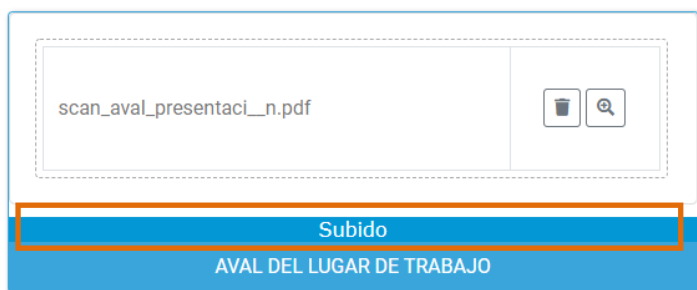 scan_aval_presentaci__n.pdf
Subido
AVAL DEL LUGAR DE TRABAJO